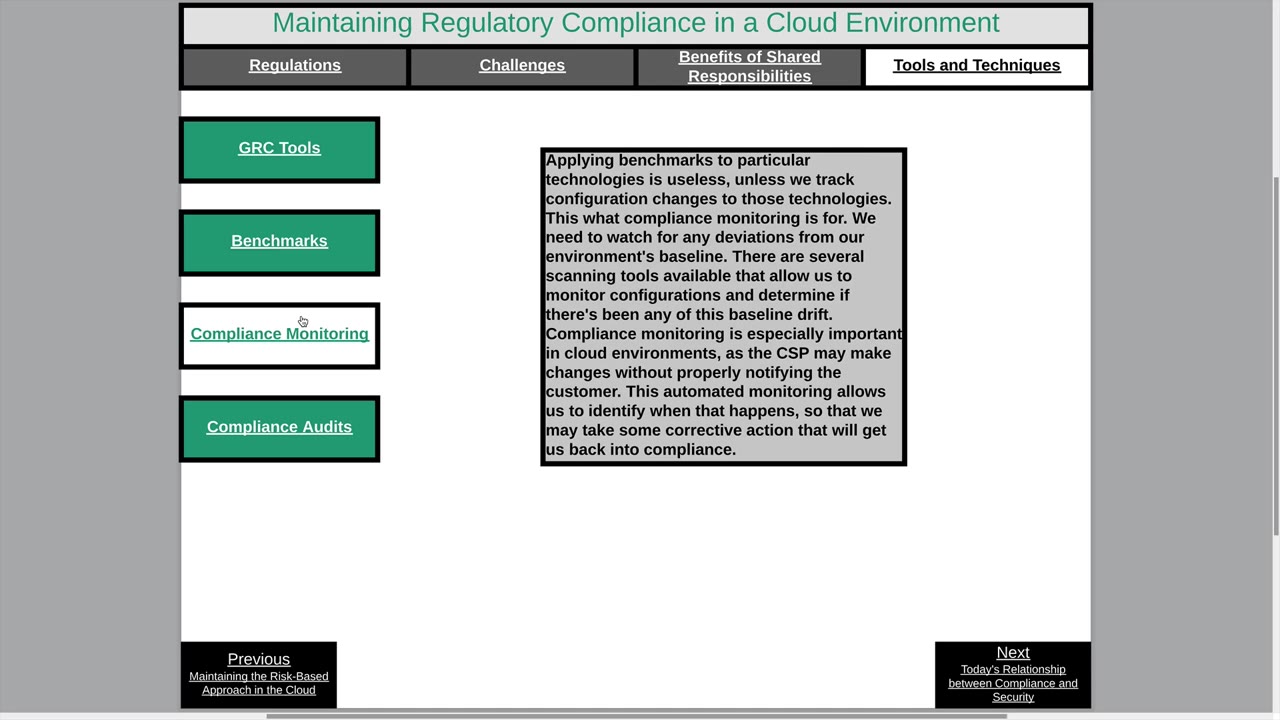 Maintaining Regulatory Compliance in a Cloud Environment
Regulations
Challenges
Benefits of Shared
Responsibilities
Tools and Techniques
GRC Tools
Benchmarks
Compliance Monitoring
Compliance Audits
Applying benchmarks to particular
technologies is useless, unless we track
configuration changes to those technologies.
This what compliance monitoring is for. We
need to watch for any deviations from our
environment's baseline. There are several
scanning tools available that allow us to
monitor configurations and determine if
there's been any of this baseline drift.
Compliance monitoring is especially important
in cloud environments, as the CSP may make
changes without properly notifying the
customer. This automated monitoring allows
us to identify when that happens, so that we
may take some corrective action that will get
us back into compliance.
Previous
Maintaining the Risk-Based
Approach in the Cloud
Next
Today's Relationship
between Compliance and
Security